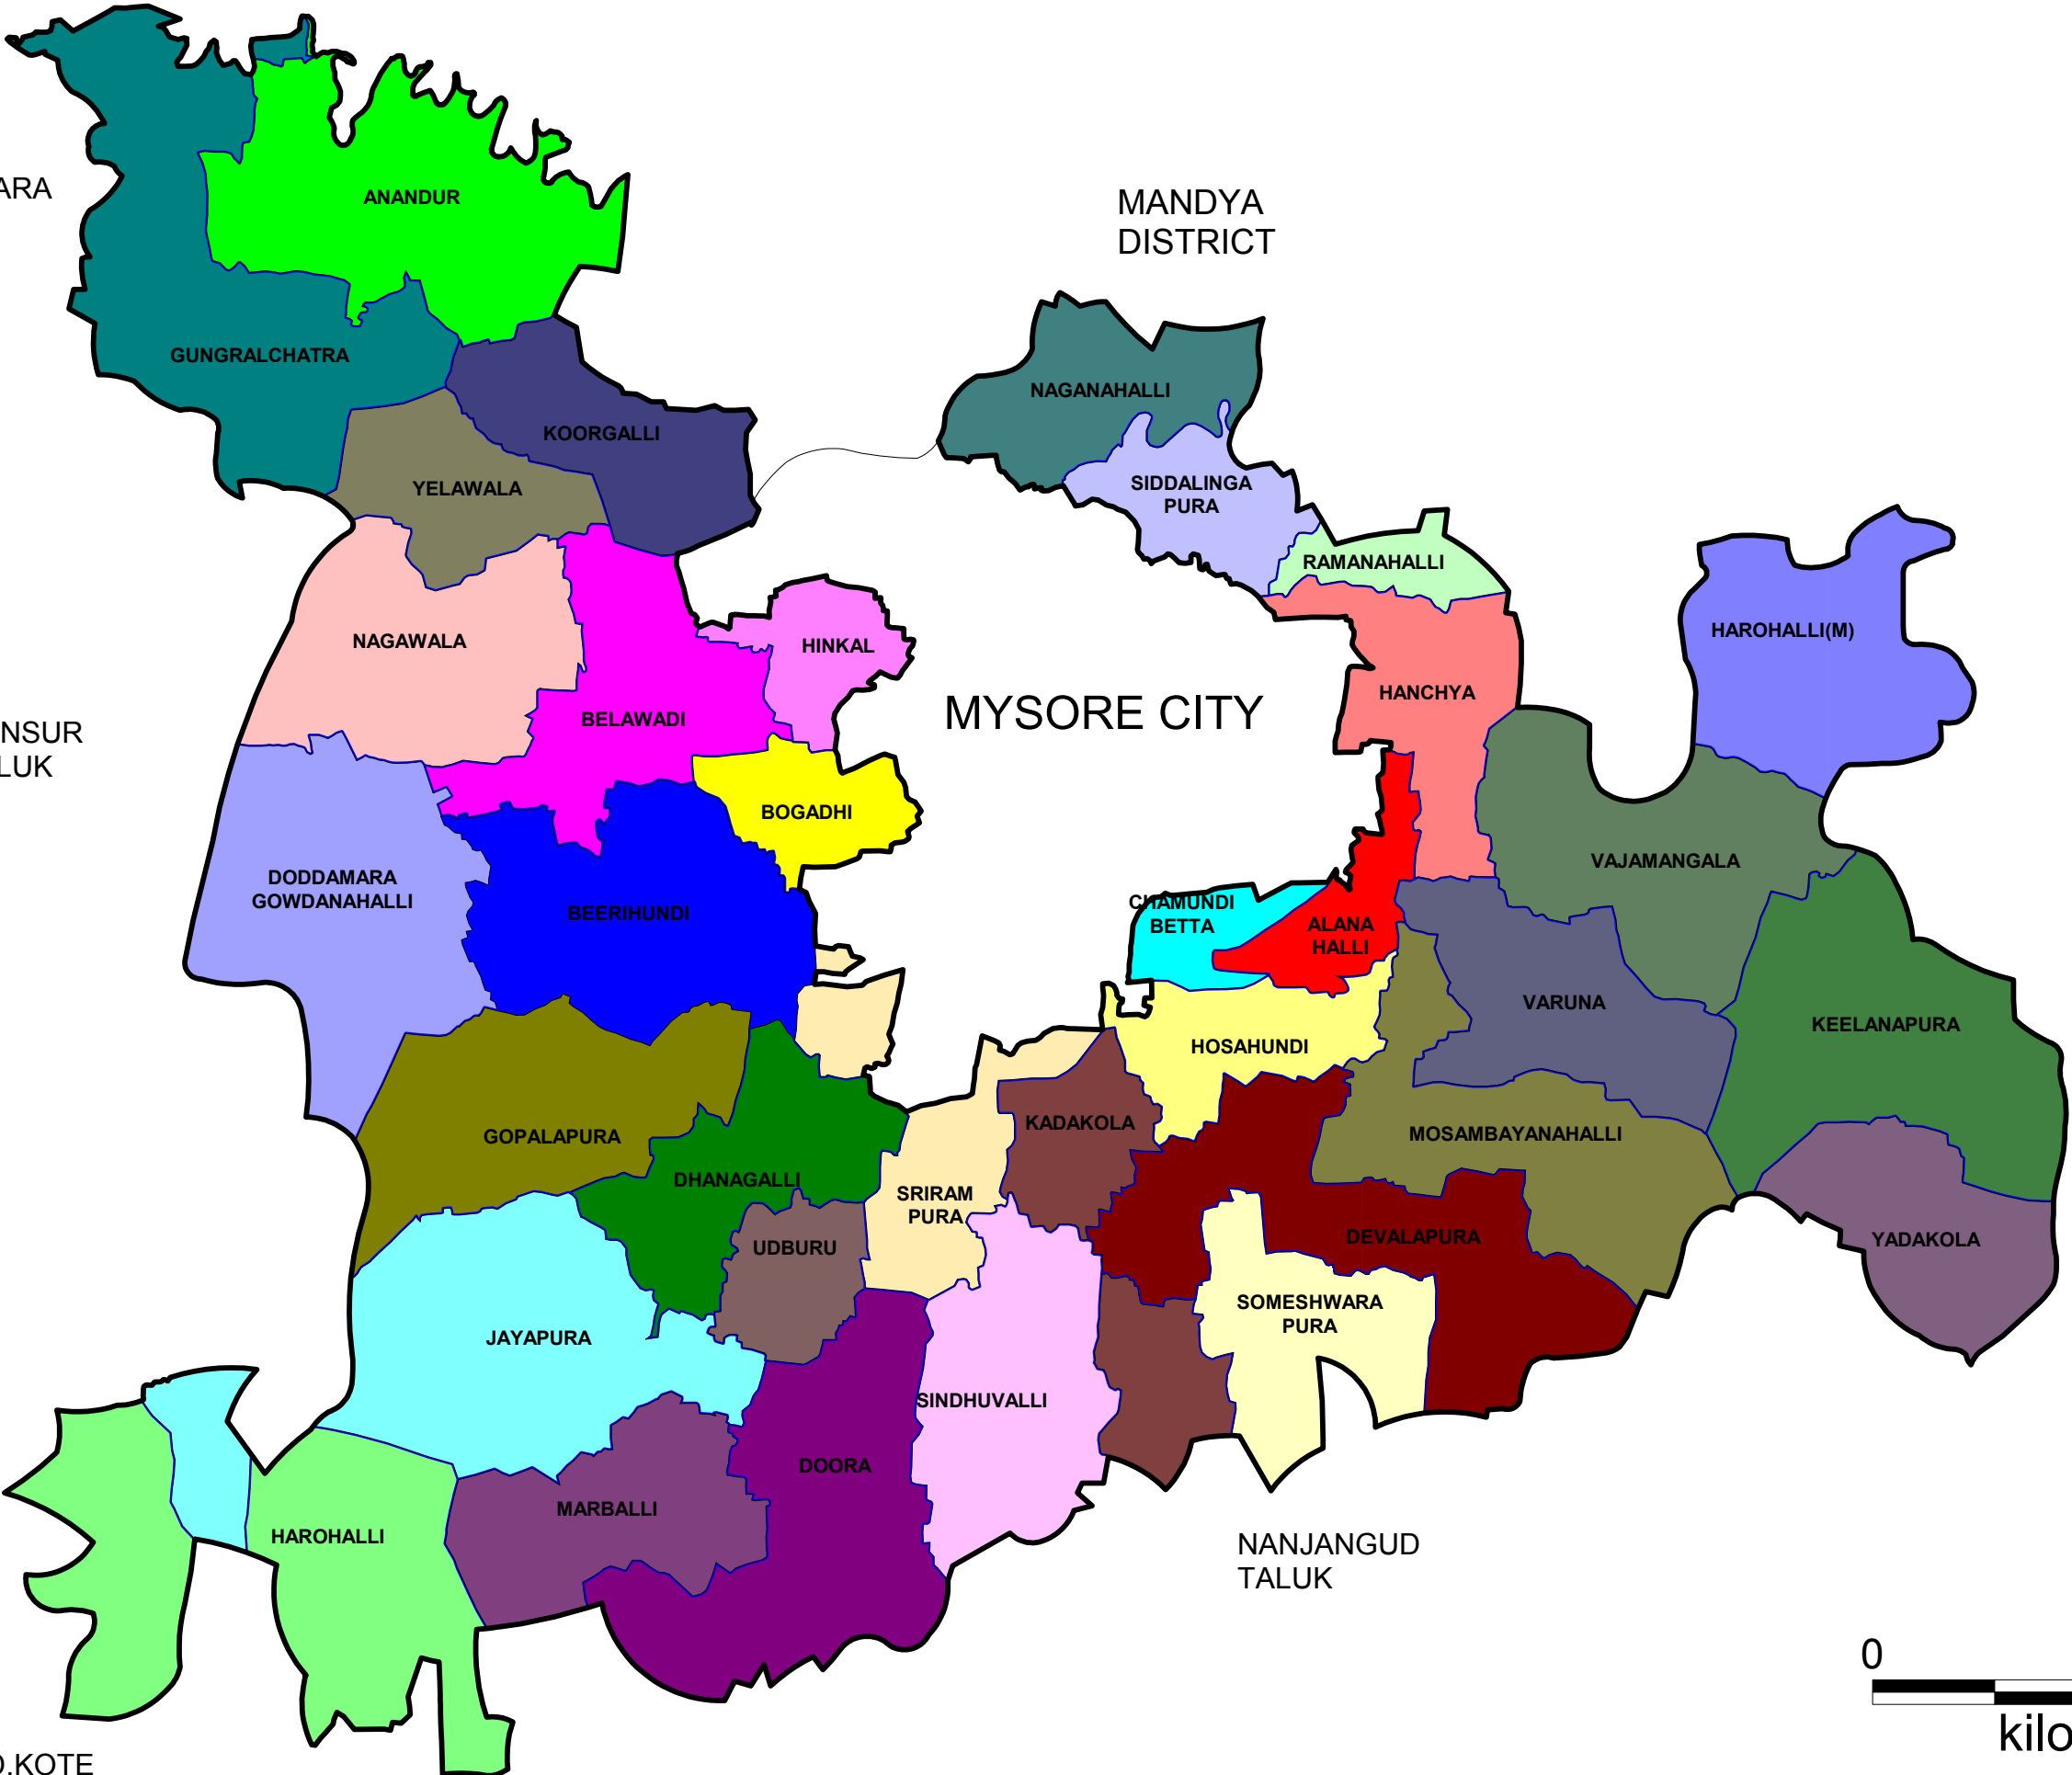 ARA
ANANDUR
MANDYA
DISTRICT
GUNGRALCHATRA
NAGANAHALLI
KOORGALLI
YELAWALA
SIDDALINGA
PURA
RAMANAHALLI
HAROHALLI(M)
NAGAWALA
HINKAL
HANCHYA
BELAWADI
MYSORE CITY
NSUR
LUK
BOGADHI
VAJAMANGALA
DODDAMARA
GOWDANAHALLI
BEERIHUNDI
CHAMUNDI
BETTA
ALANA
HALLI
VARUNA
KEELANAPURA
HOSAHUNDI
GOPALAPURA
KADAKOLA
MOSAMBAYANAHALLI
DHANAGALLI
SRIRAM
PURA
UDBURU
DEVALAPURA
YADAKOLA
SOMESHWARA
PURA
JAYAPURA
SINDHUVALLI
DOORA
MARBALLI
HAROHALLI
NANJANGUD
TALUK
0
kilo
D.KOTE